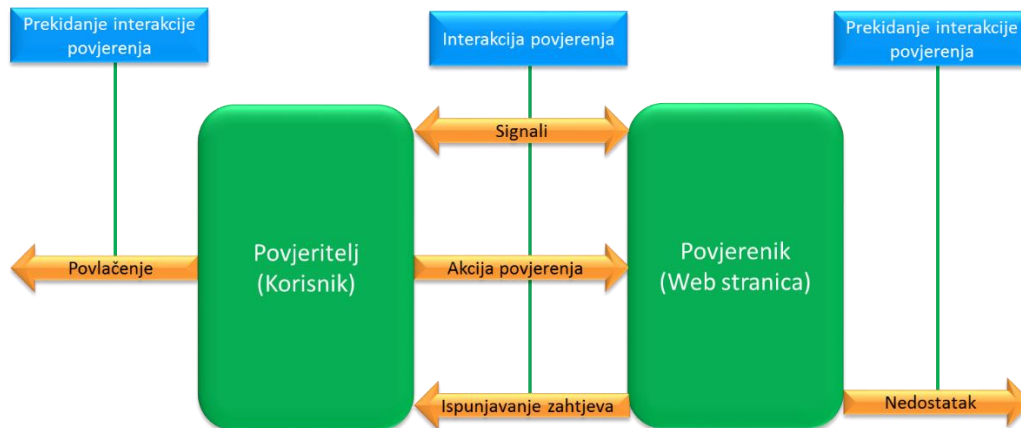 Prekidanje interakcije
povjerenja
Interakcija povjerenja
Prekidanje interakcije
povjerenja
Signali
Povjeritelj
(Korisnik)
Povjerenik
(Web stranica)
Povlačenje
Akcija povjerenja
Ispunjavanje zahtjeva
Nedostatak